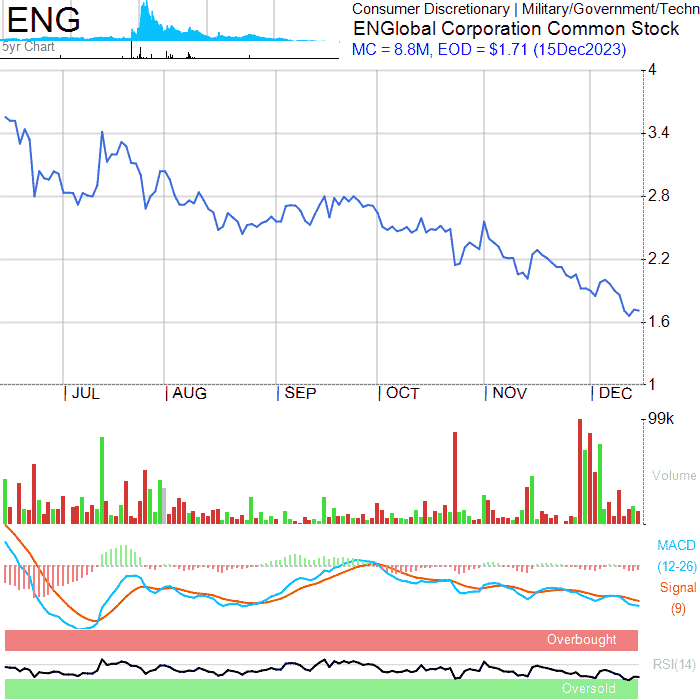 ENG
5yr Chart
Consumer Discretionary | Military/Government/Techn
ENGlobal Corporation Common Stock
MC = 8.8M, EOD = $1.71 (15Dec2023)
4
3.4
2.8
2.2
1.6
1
| JUL | AUG | SEP | OCT | NOV | DEC
99k
Volume
MACD
(12-26)
Signal
(9)
Overbought
RSI(14)
Oversold